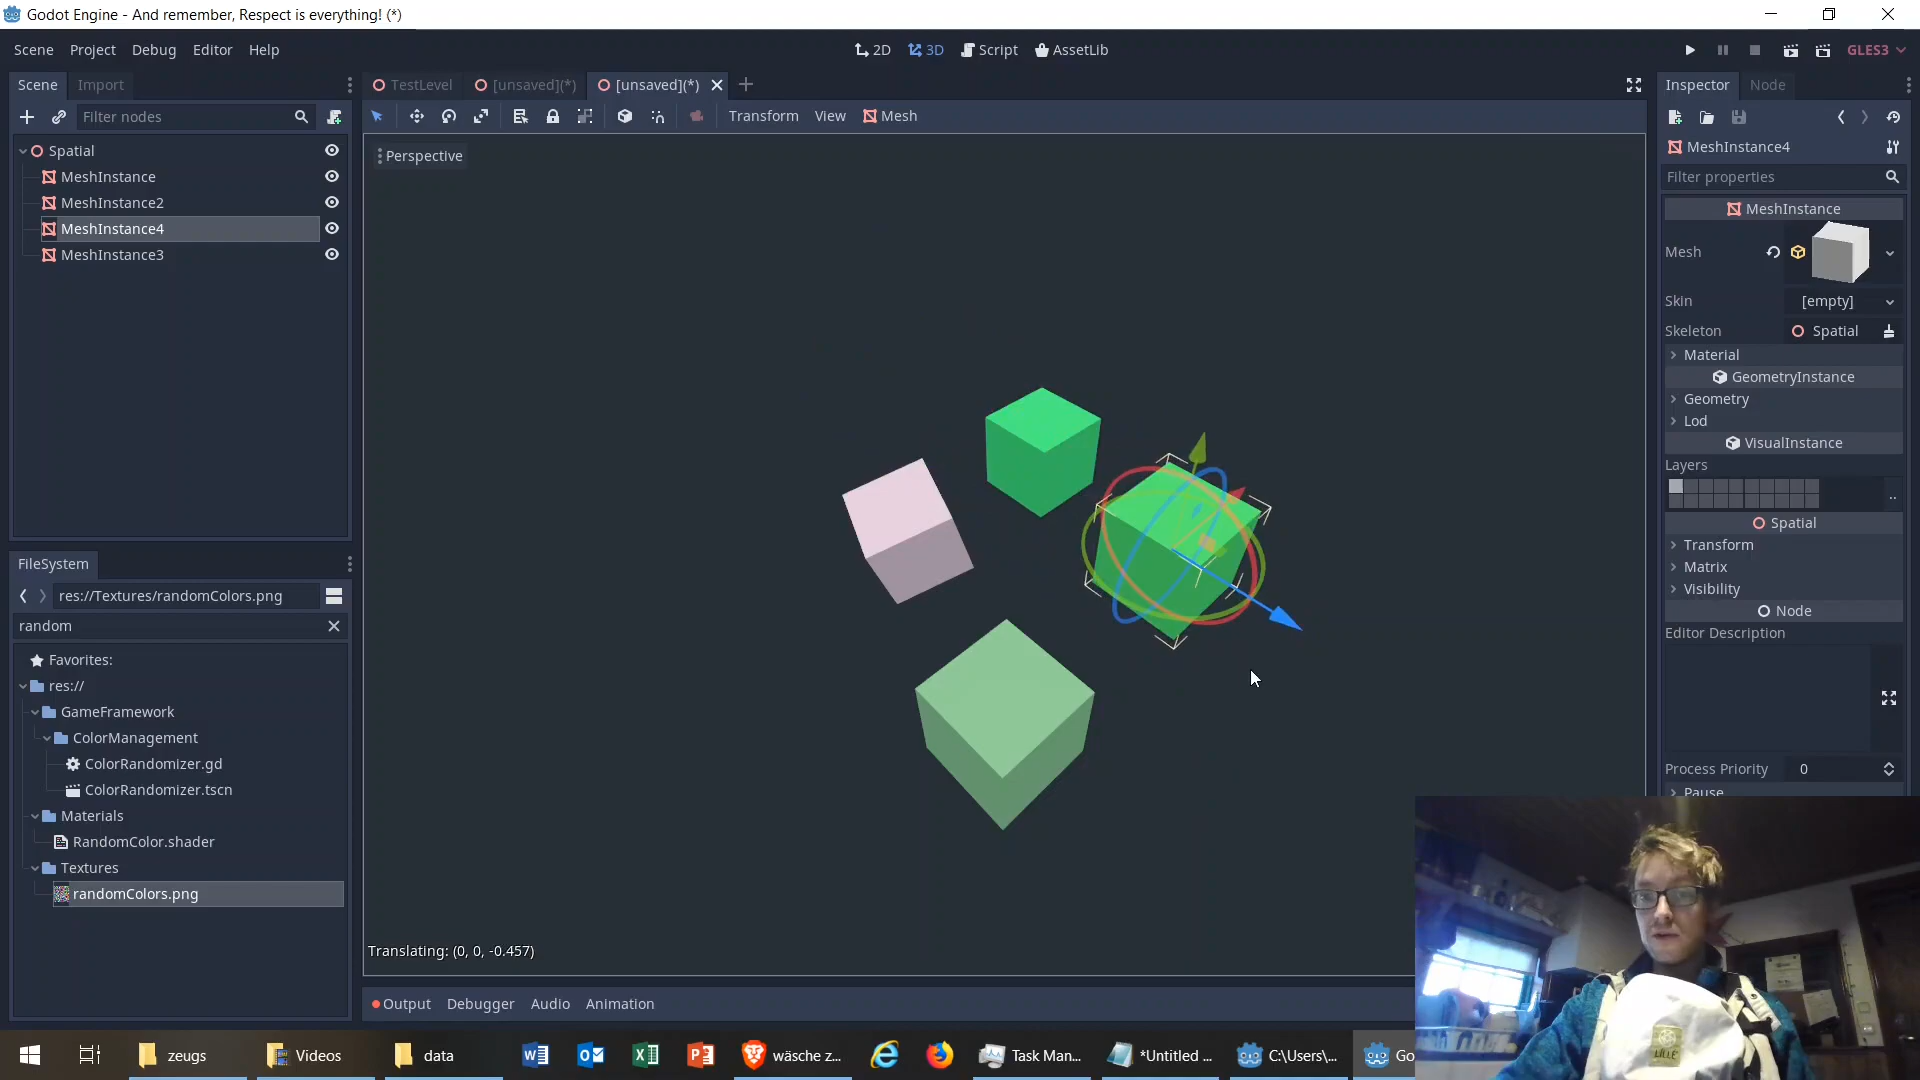 Godot Engine - And remember, Respect is everything! (*)
Scene Project Debug Editor Help
2D 3D Script AssetLib
GLES3
Scene Import
TestLevel [unsaved](*) [unsaved](*)
Inspector Node
Filter nodes
Transform View Mesh
Perspective
Spatial
MeshInstance
MeshInstance2
MeshInstance4
MeshInstance3
FileSystem
res://Textures/randomColors.png
random
Favorites:
res://
GameFramework
ColorManagement
ColorRandomizer.gd
ColorRandomizer.tscn
Materials
RandomColor.shader
Textures
randomColors.png
Translating: (0, 0, -0.457)
Output Debugger Audio Animation
MeshInstance4
Filter properties
MeshInstance
Mesh
Skin [empty]
Skeleton Spatial
Material
GeometryInstance
Geometry
Lod
VisualInstance
Layers
..
Spatial
Transform
Matrix
Visibility
Node
Editor Description
Process Priority 0
Pause
LILLE
zeugs Videos data wäsche z... Task Man... *Untitled ... C:\Users\... Go